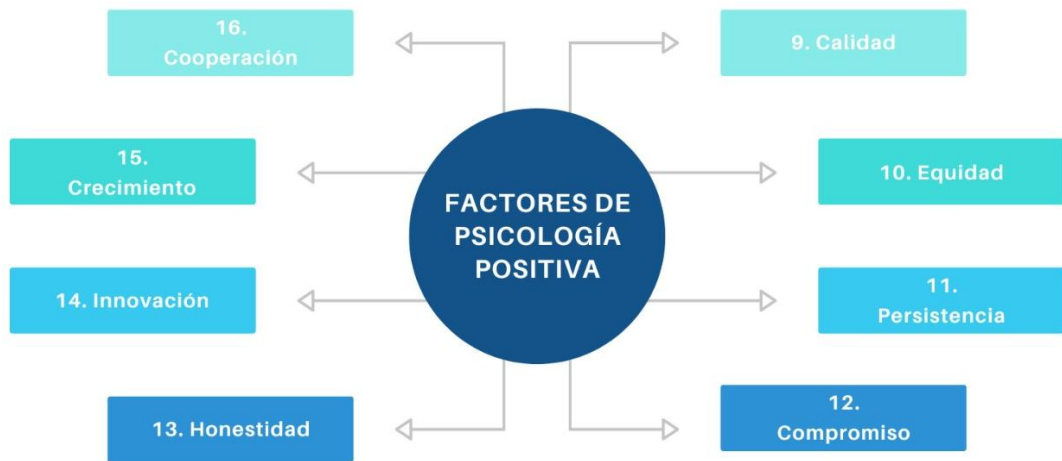 16.
Cooperación
9. Calidad
15.
Crecimiento
10. Equidad
FACTORES DE
PSICOLOGÍA
POSITIVA
14. Innovación
11.
Persistencia
13. Honestidad
12.
Compromiso